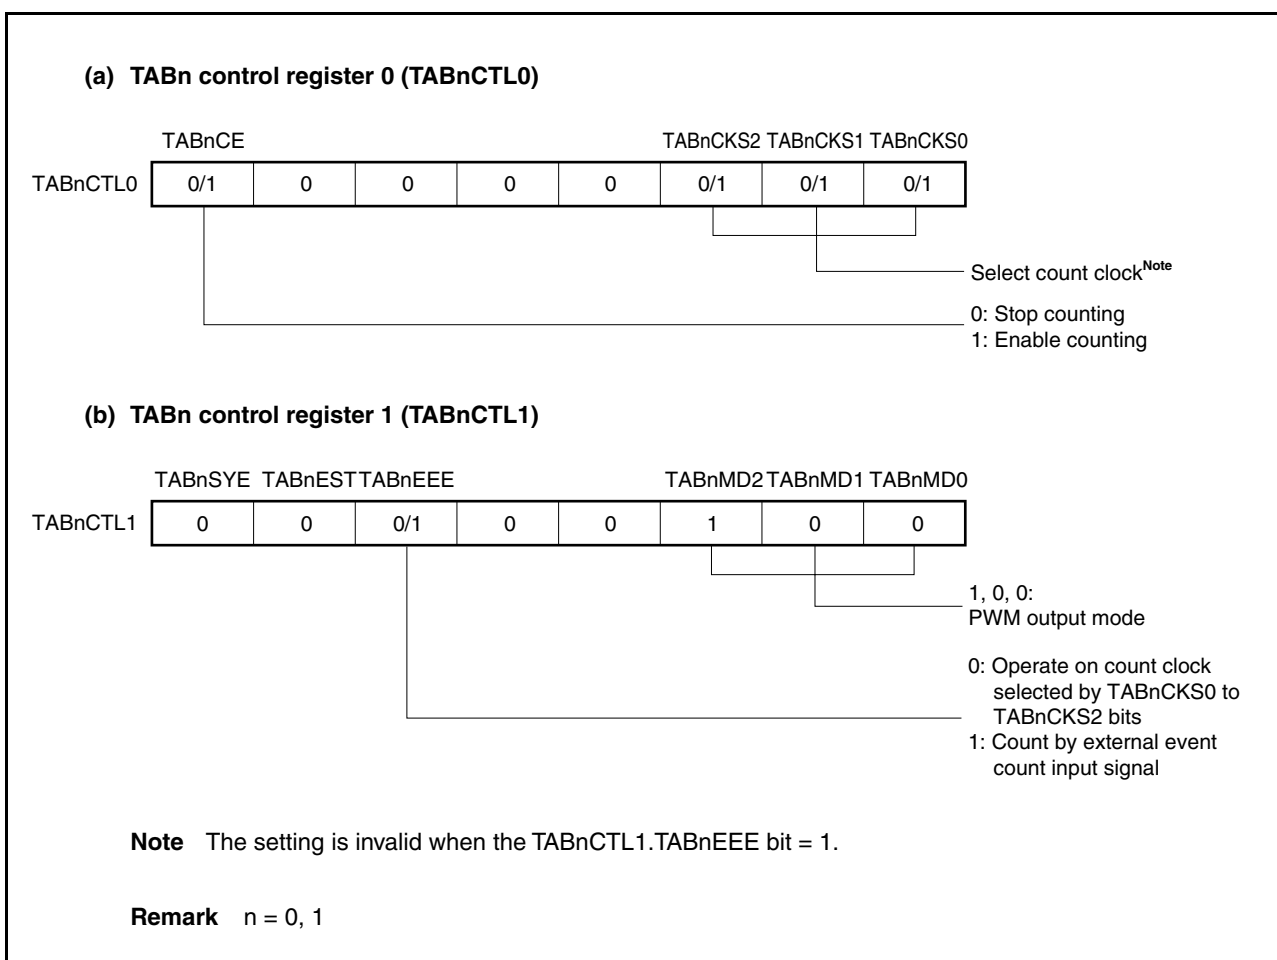 (a) TABn control register 0 (TABnCTL0)
TABnCE TABnCKS2 TABnCKS1 TABnCKS0
TABnCTL0 0/1 0 0 0 0 0/1 0/1 0/1
Select count clockNote
0: Stop counting
1: Enable counting
(b) TABn control register 1 (TABnCTL1)
TABnSYE TABnEST TABnEEE TABnMD2 TABnMD1 TABnMD0
TABnCTL1 0 0 0/1 0 0 1 0 0
1, 0, 0:
PWM output mode
0: Operate on count clock
selected by TABnCKS0 to
TABnCKS2 bits
1: Count by external event
count input signal
Note The setting is invalid when the TABnCTL1.TABnEEE bit = 1.
Remark n = 0, 1